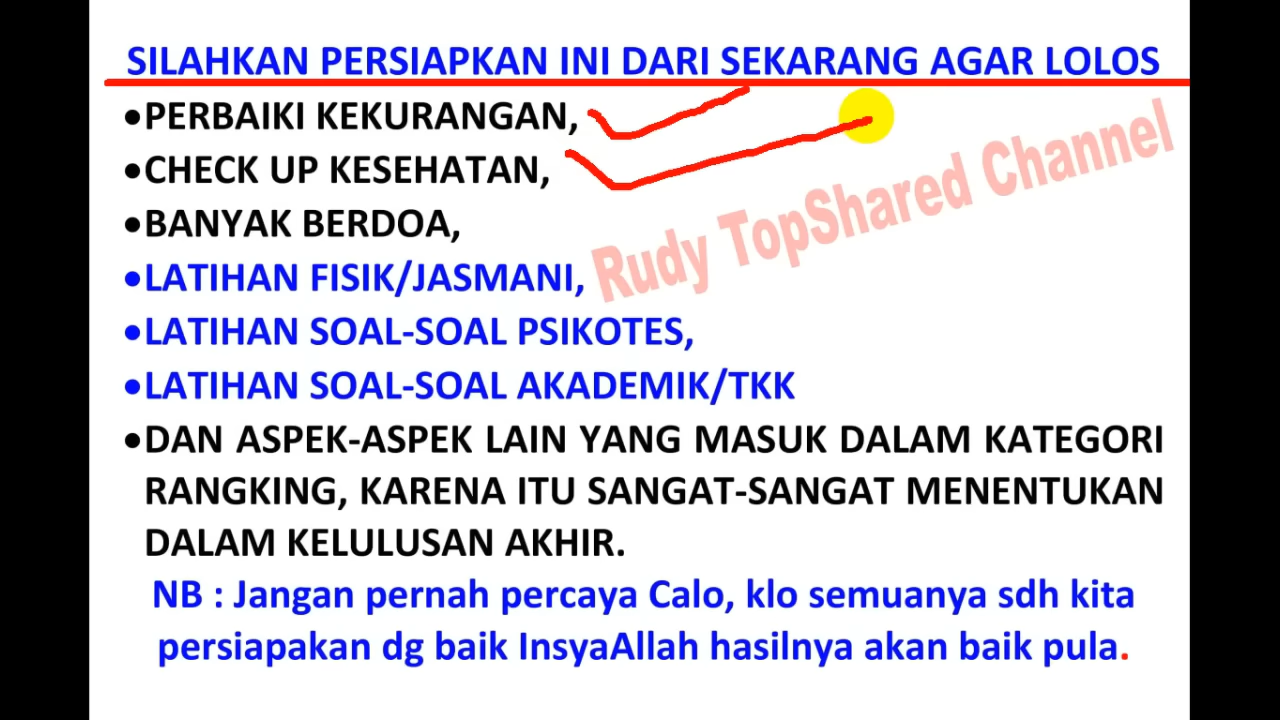 SILAHKAN PERSIAPKAN INI DARI SEKARANG AGAR LOLOS
•PERBAIKI KEKURANGAN,
•CHECK UP KESEHATAN,
•BANYAK BERDOA,
•LATIHAN FISIK/JASMANI,
•LATIHAN SOAL-SOAL PSIKOTES,
•LATIHAN SOAL-SOAL AKADEMIK/TKK
•DAN ASPEK-ASPEK LAIN YANG MASUK DALAM KATEGORI
RANGKING, KARENA ITU SANGAT-SANGAT MENENTUKAN
DALAM KELULUSAN AKHIR.
NB : Jangan pernah percaya Calo, klo semuanya sdh kita
persiapakan dg baik InsyaAllah hasilnya akan baik pula.
Rudy TopShared Channel